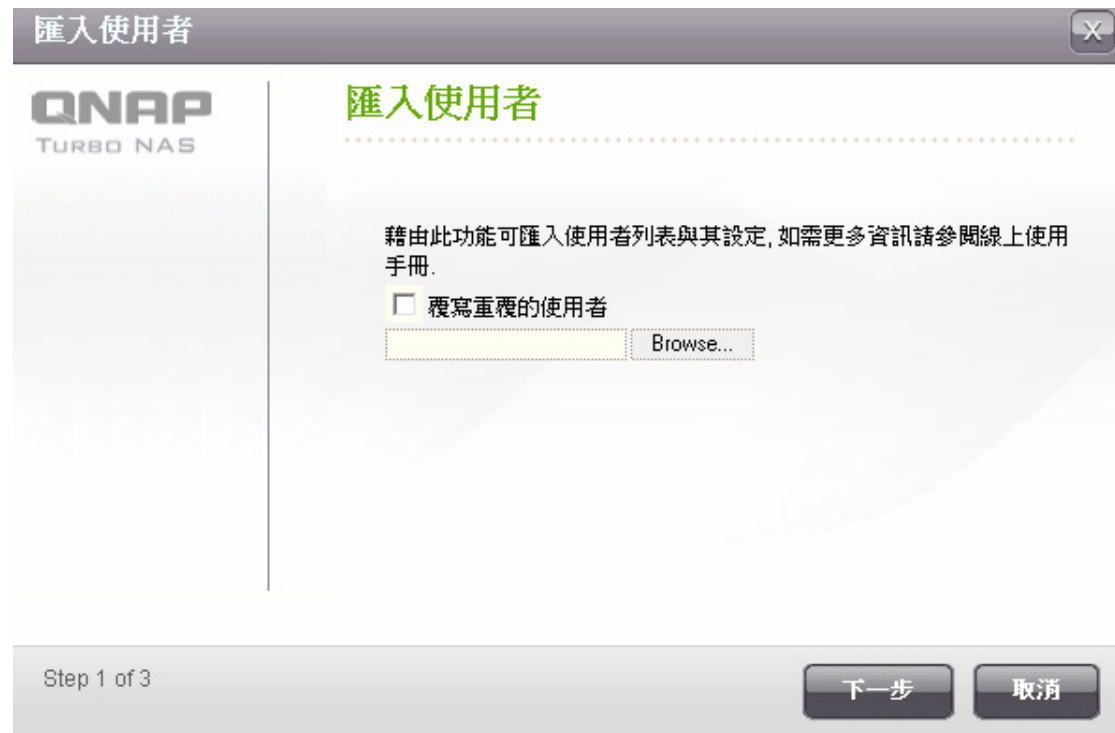 匯入使用者
QNAP
TURBO NAS
匯入使用者
藉由此功能可匯入使用者列表與其設定, 如需更多資訊請參閱線上使用
手冊.
覆寫重覆的使用者
Browse...
Step 1 of 3
下一步
取消